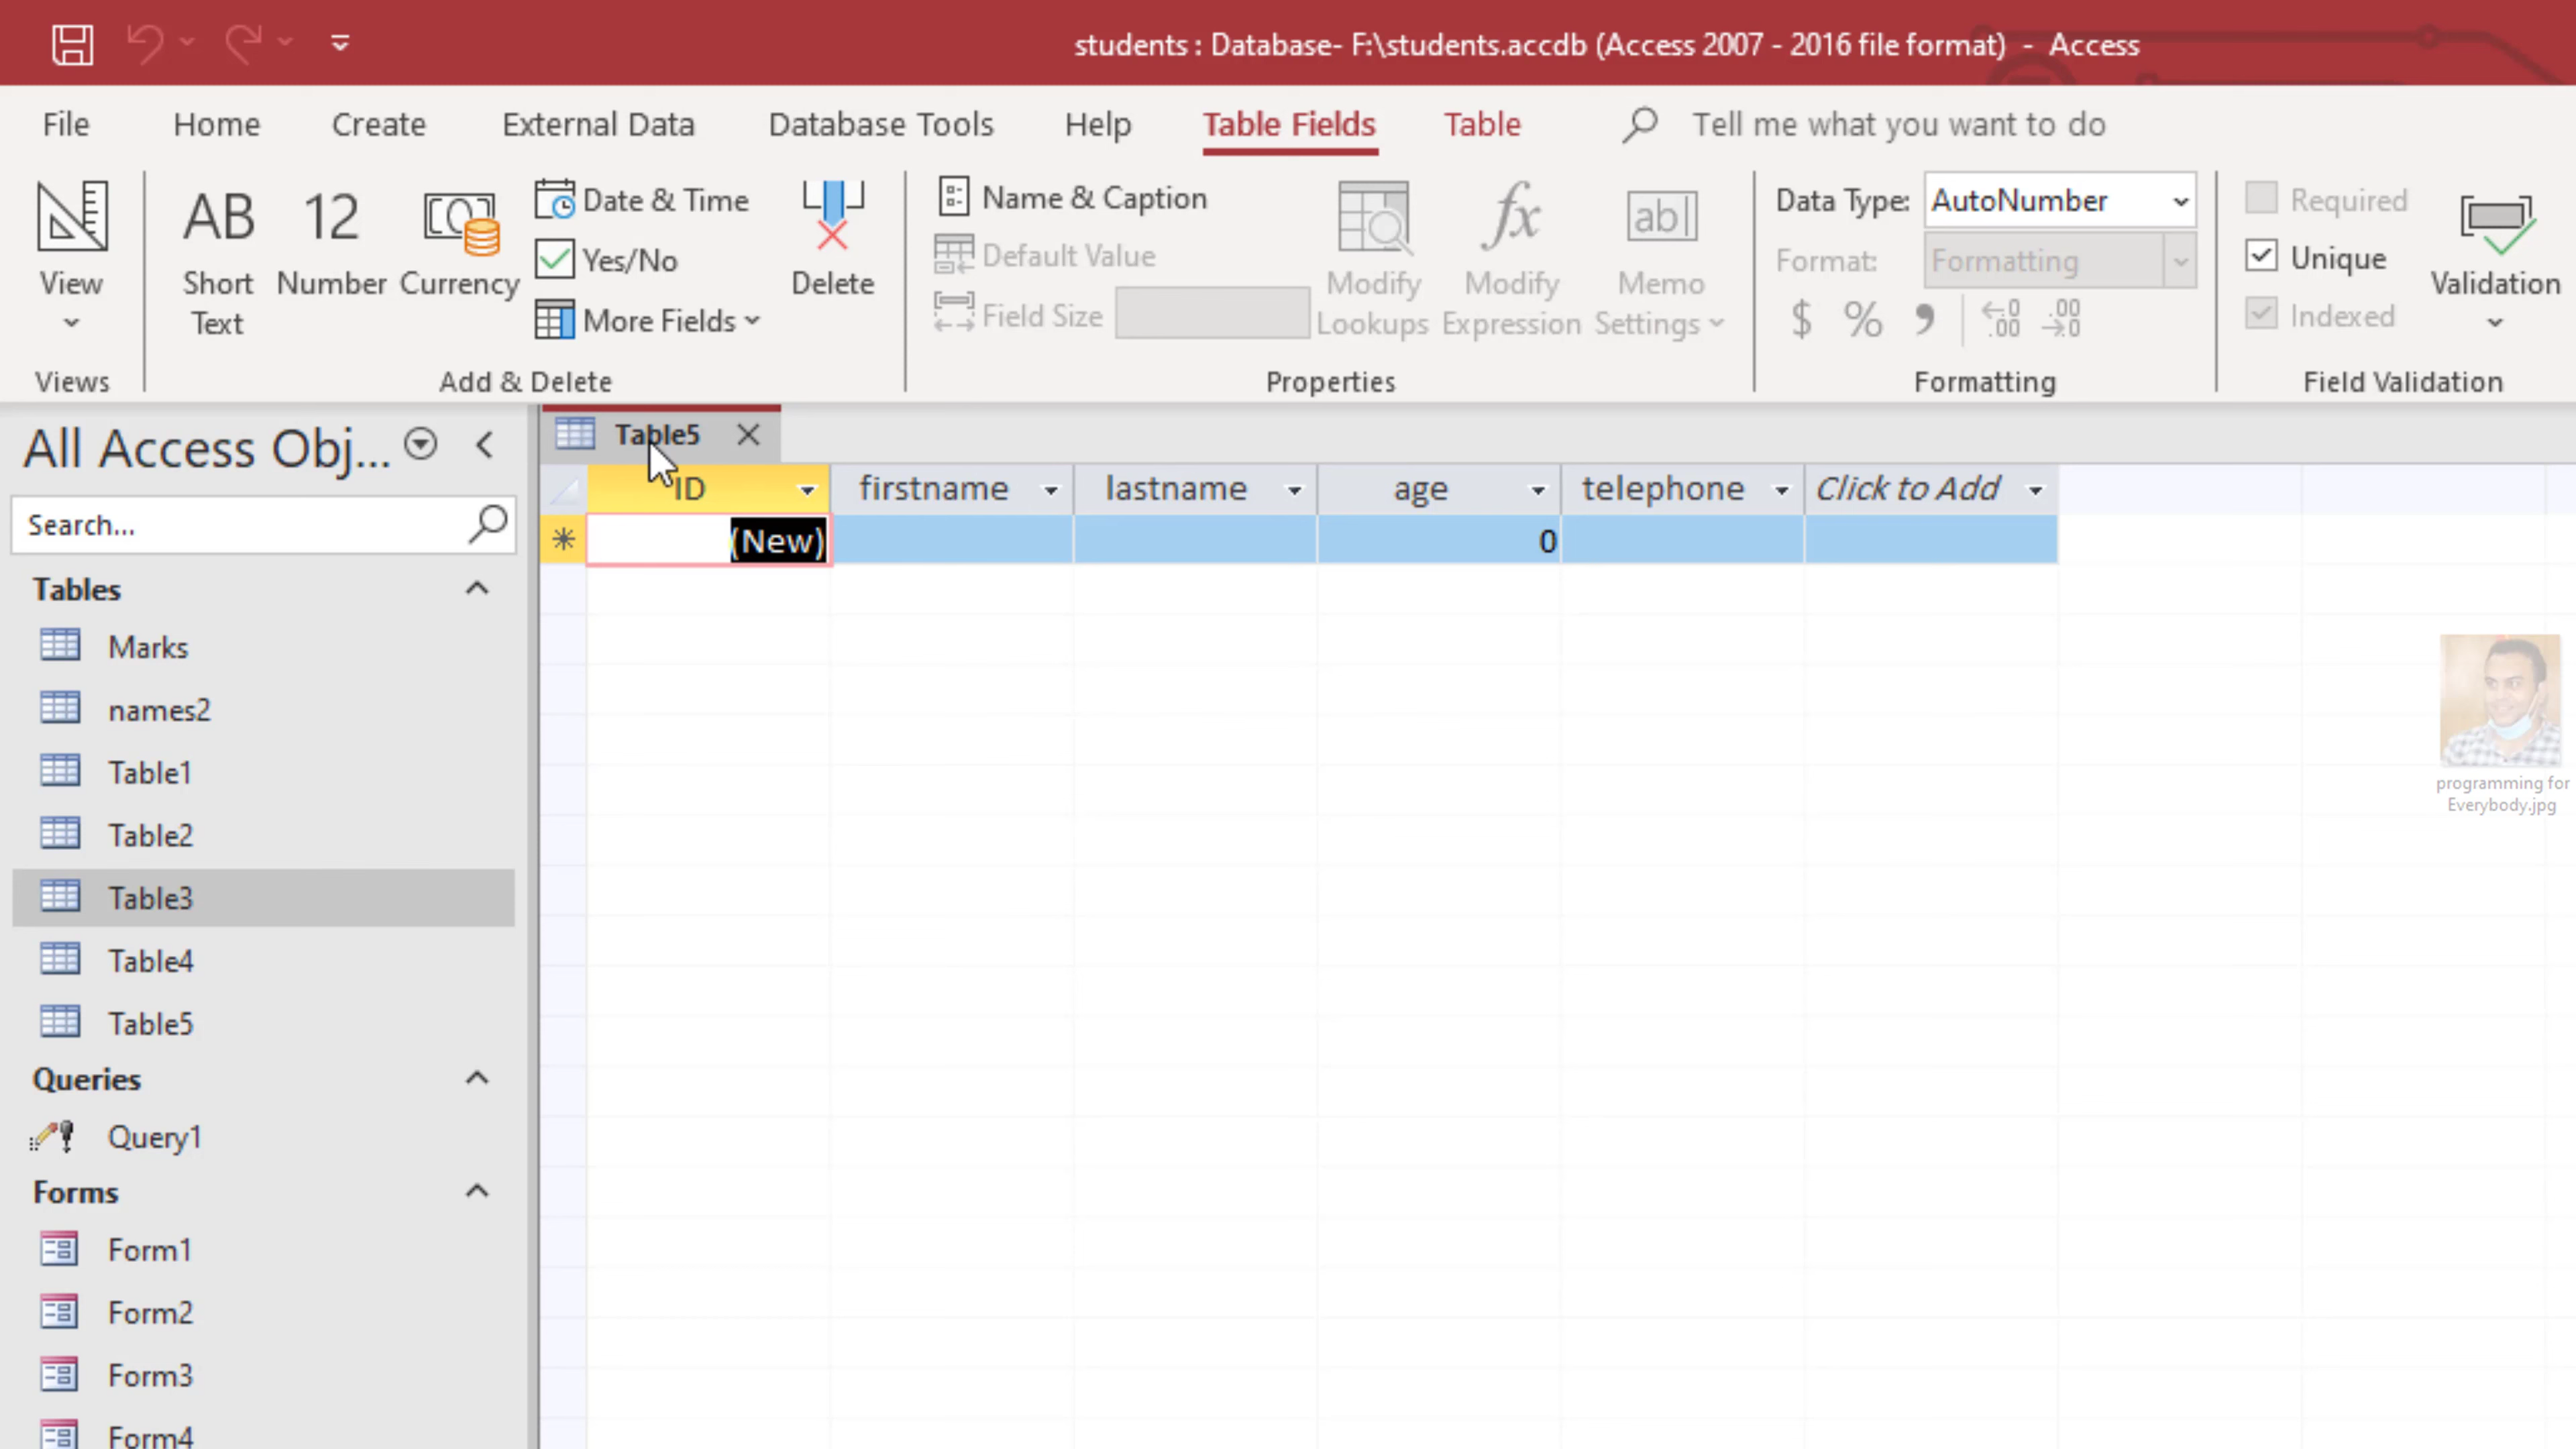 students : Database- F:\students.accdb (Access 2007 - 2016 file format) - Access
File Home Create External Data Database Tools Help Table Fields Table Tell me what you want to do
View
Views
AB
Short
Text
12
Number
Currency
Date & Time
Yes/No
More Fields
Delete
Add & Delete
Name & Caption
Default Value
Field Size
Modify
Lookups
fx
Modify
Expression
ab|
Memo
Settings
Properties
Data Type: AutoNumber
Format: Formatting
$ % , .00 .00
Formatting
Required
Unique
Indexed
Validation
Field Validation
All Access Obj...
Search...
Tables
Marks
names2
Table1
Table2
Table3
Table4
Table5
Queries
Query1
Forms
Form1
Form2
Form3
Form4
Table5
ID firstname lastname age telephone Click to Add
(New) 0
programming for
Everybody.jpg